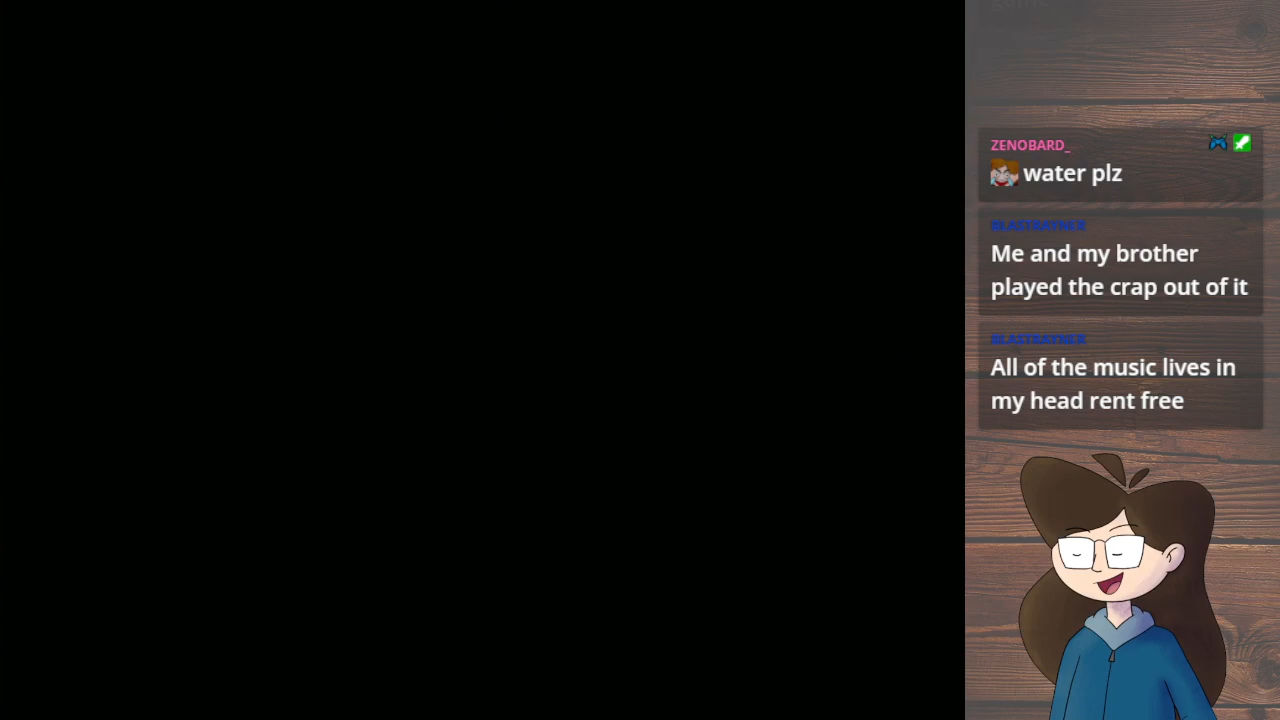 ZENOBARD_
water plz
Me and my brother
played the crap out of it
All of the music lives in
my head rent free